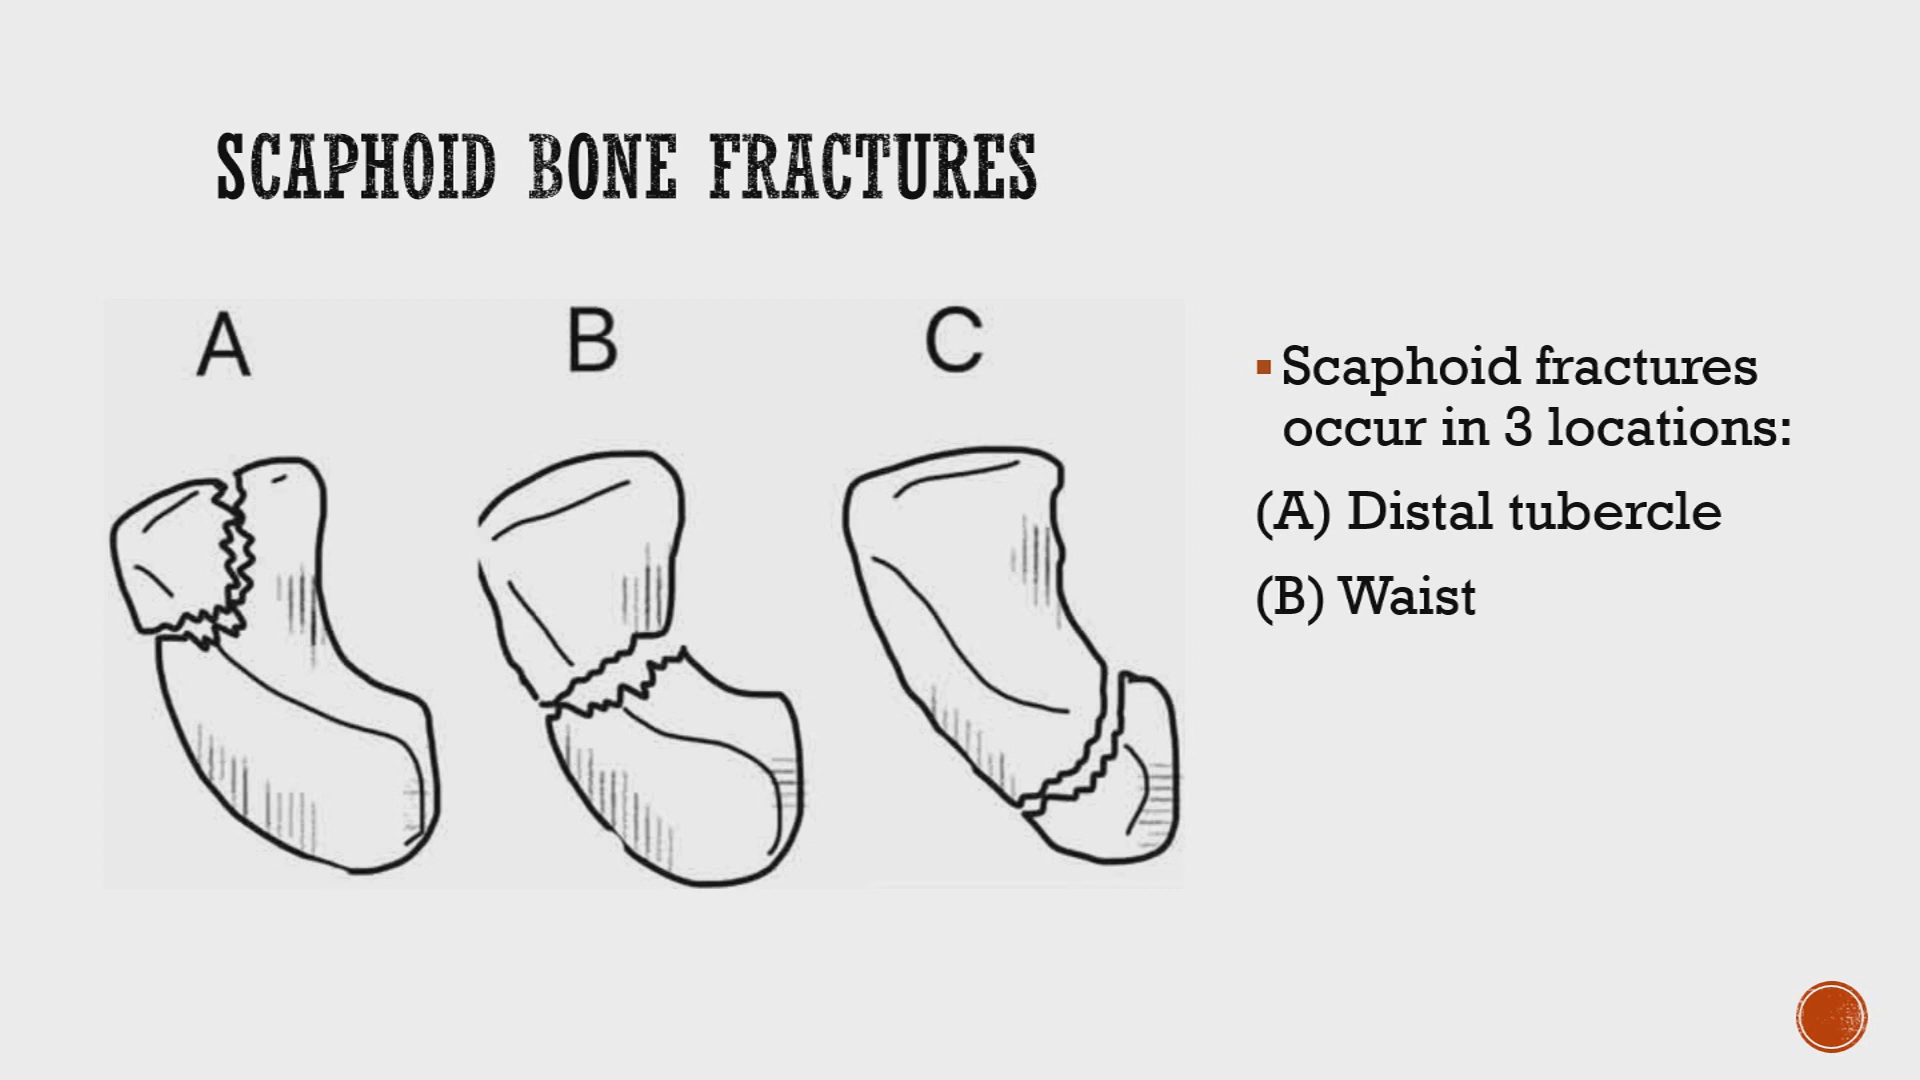 SCAPHOID BONE FRACTURES
A B C
Scaphoid fractures
occur in 3 locations:
(A) Distal tubercle
(B) Waist